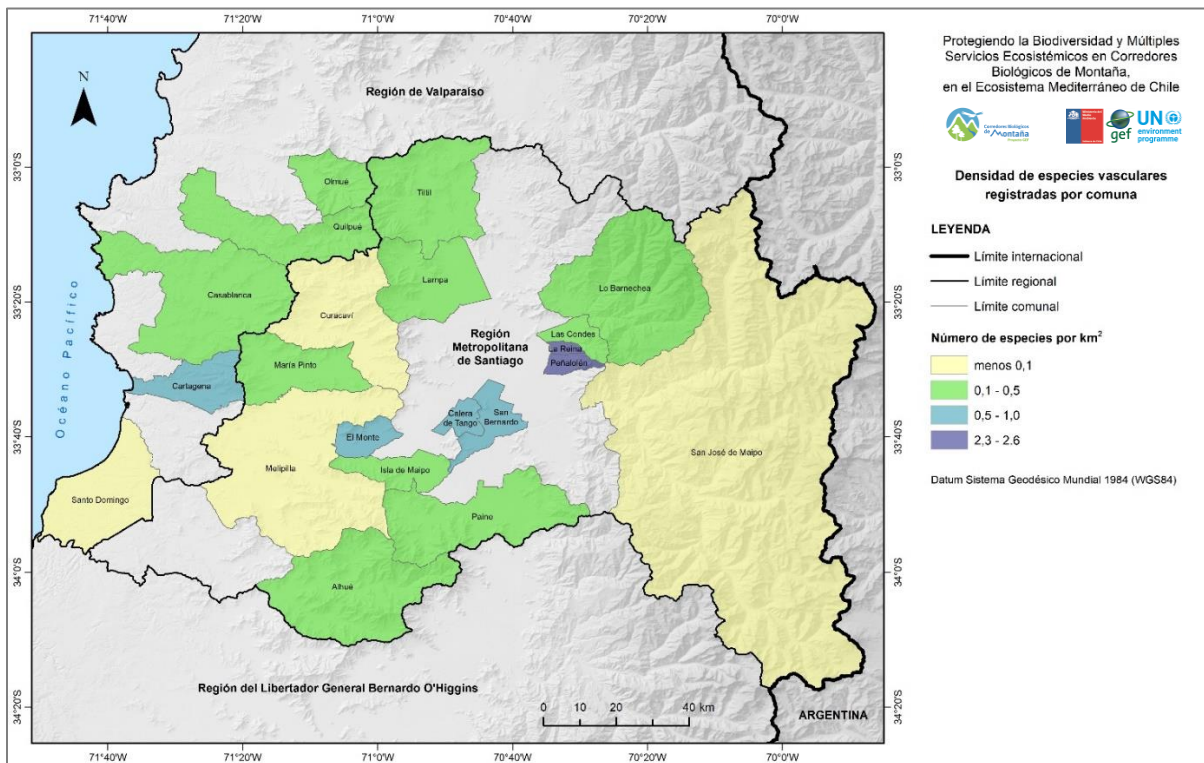 71°40'W
71°20'W
71°0'W
70°40'W
70°20'W
70°0'W
N
Región de Valparaíso
33°0'S
33°0'S
Olmué
Tiltil
Quilpué
Lampa
Lo Barnechea
Casablanca
33°20'S
33°20'S
Curacaví
Región
Metropolitana
de Santiago
Las Condes
La Reina
Peñalolén
María Pinto
Océano Pacífico
Cartagena
Calera
de Tango
San
Bernardo
El Monte
33°40'S
33°40'S
San José de Maipo
Melipilla
Isla de Maipo
Santo Domingo
Paine
34°0'S
34°0'S
Alhué
Región del Libertador General Bernardo O'Higgins
34°20'S
34°20'S
0 10 20 40 km
ARGENTINA
71°40'W
71°20'W
71°0'W
70°40'W
70°20'W
70°0'W
Protegiendo la Biodiversidad y Múltiples
Servicios Ecosistémicos en Corredores
Biológicos de Montaña,
en el Ecosistema Mediterráneo de Chile
Corredores Biológicos
de Montaña
gef
UN
environment
programme
Densidad de especies vasculares
registradas por comuna
LEYENDA
Límite internacional
Límite regional
Límite comunal
Número de especies por km²
menos 0,1
0,1 - 0,5
0,5 - 1,0
2,3 - 2.6
Datum Sistema Geodésico Mundial 1984 (WGS84)